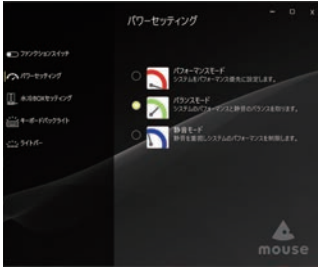 パワーセッティング
ファンクションスイッチ
パワーセッティング
水冷BOXセッティング
キーボードバックライト
ライトバー
パフォーマンスモード
システムをパフォーマンス優先に設定します。
バランスモード
システムのパフォーマンスと静音のバランスを取ります。
静音モード
静音を重視しシステムのパフォーマンスを制限します。
mouse